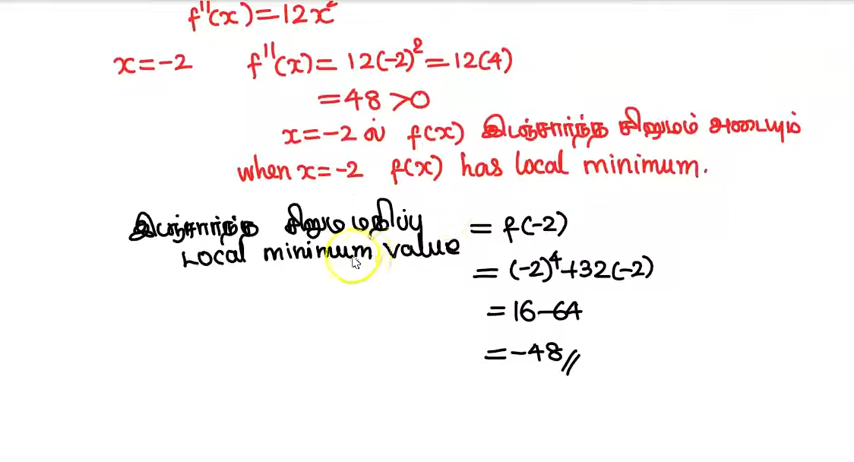 f''(x) = 12x²
x = -2 f''(x) = 12(-2)² = 12(4)
= 48 > 0
x = -2 ல் f(x) இடஞ்சார்ந்த சிறுமம் அடையும்
when x = -2 f(x) has local minimum.
இடஞ்சார்ந்த சிறும மதிப்பு = f(-2)
Local minimum value
= (-2)⁴ + 32(-2)
= 16 - 64
= -48//